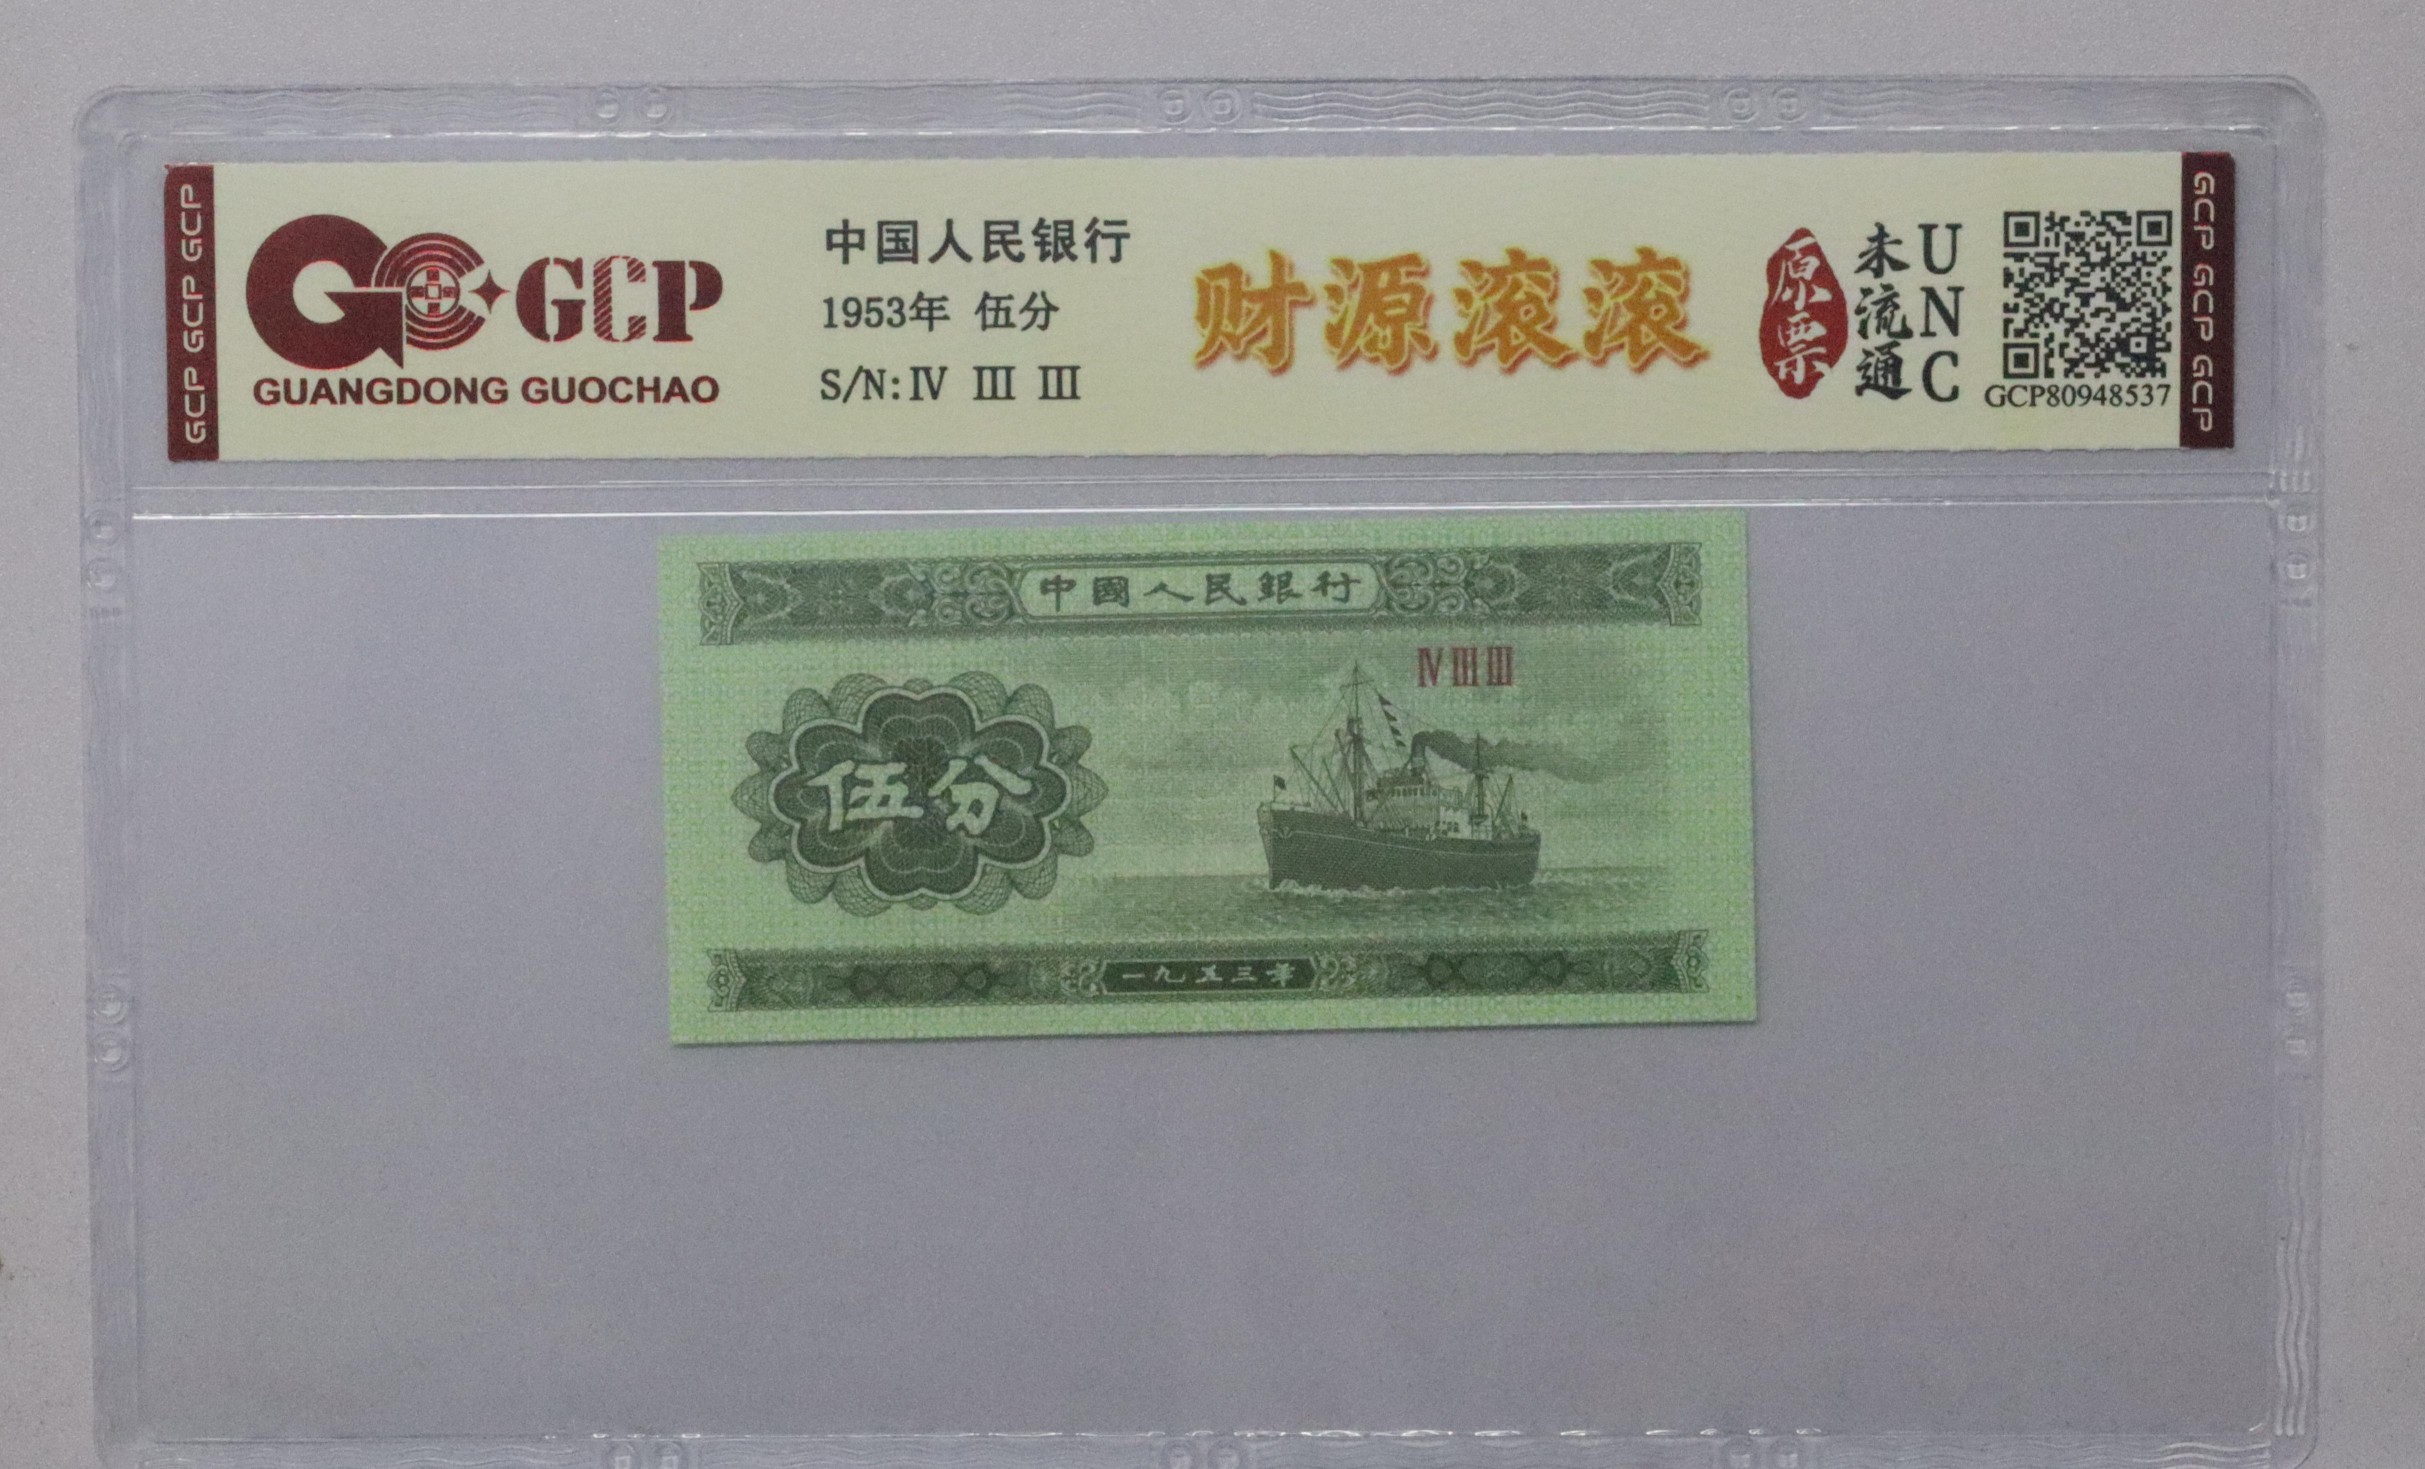 GCP GCP GCP
GCP
GUANGDONG GUOCHAO
中国人民银行
1953年 伍分
S/N: IV III III
财源滚滚
原票
未流通
UNC
GCP80948537
GCP GCP GCP
中國人民銀行
IV III III
伍分
一九五三年